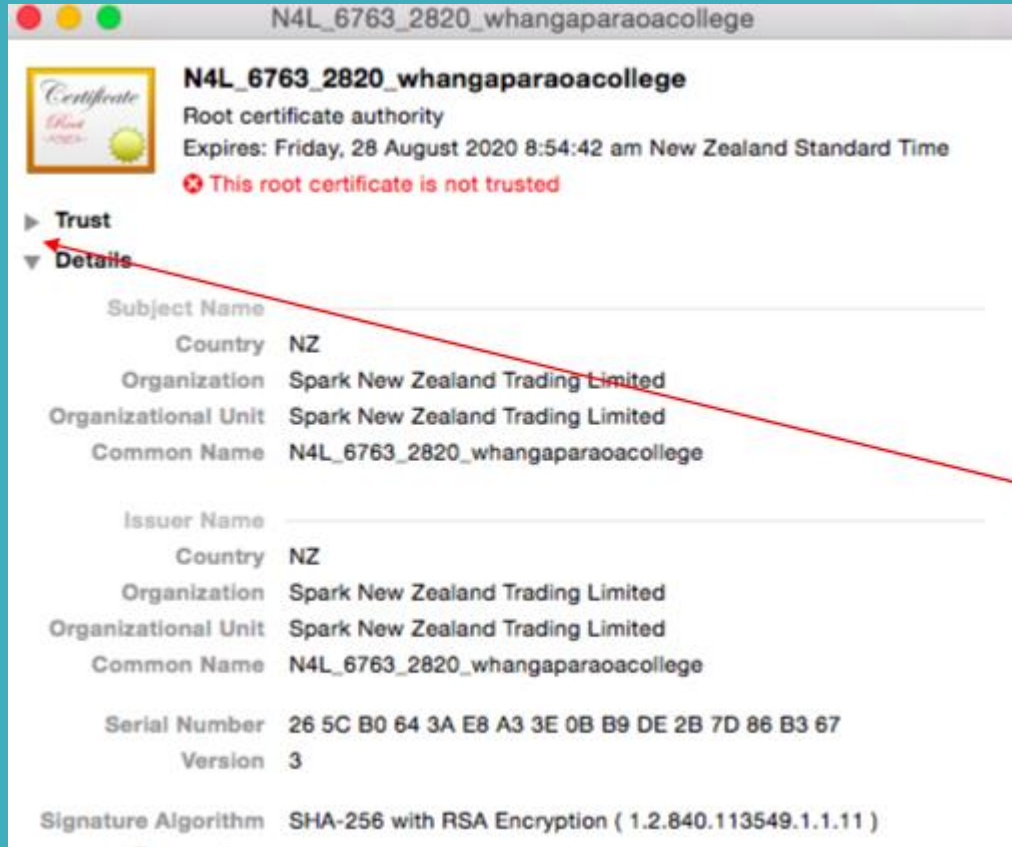 N4L_6763_2820_whangaparaoacollege
Certificate
Root
N4L_6763_2820_whangaparaoacollege
Root certificate authority
Expires: Friday, 28 August 2020 8:54:42 am New Zealand Standard Time
This root certificate is not trusted
Trust
Details
Subject Name
Country NZ
Organization Spark New Zealand Trading Limited
Organizational Unit Spark New Zealand Trading Limited
Common Name N4L_6763_2820_whangaparaoacollege
Issuer Name
Country NZ
Organization Spark New Zealand Trading Limited
Organizational Unit Spark New Zealand Trading Limited
Common Name N4L_6763_2820_whangaparaoacollege
Serial Number 26 5C B0 64 3A E8 A3 3E 0B B9 DE 2B 7D 86 B3 67
Version 3
Signature Algorithm SHA-256 with RSA Encryption ( 1.2.840.113549.1.1.11 )